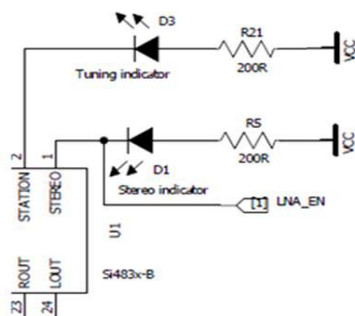 D3
R21
Tuning indicator
200R
VCC
R5
2
1
D1
200R
VCC
STATION
STEREO
Stereo indicator
[1] LNA_EN
U1
Si483x-B
ROUT
LOUT
23
24